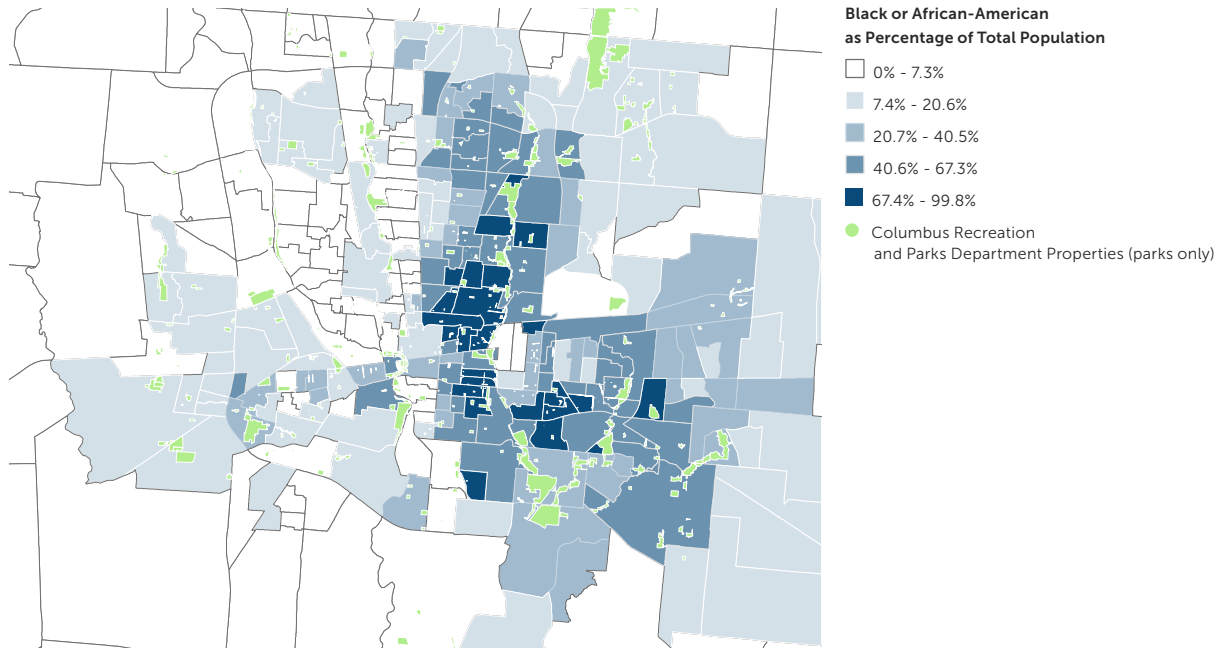 Black or African-American
as Percentage of Total Population
0% - 7.3%
7.4% - 20.6%
20.7% - 40.5%
40.6% - 67.3%
67.4% - 99.8%
Columbus Recreation
and Parks Department Properties (parks only)